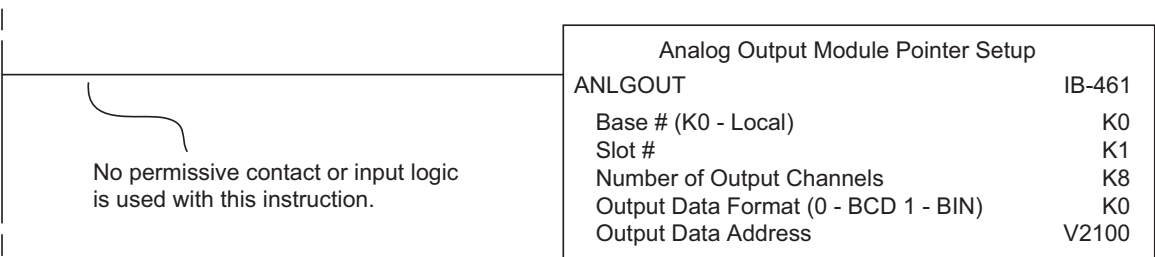 Analog Output Module Pointer Setup
ANLGOUT IB-461
Base # (K0 - Local) K0
Slot # K1
Number of Output Channels K8
Output Data Format (0 - BCD 1 - BIN) K0
Output Data Address V2100
No permissive contact or input logic
is used with this instruction.